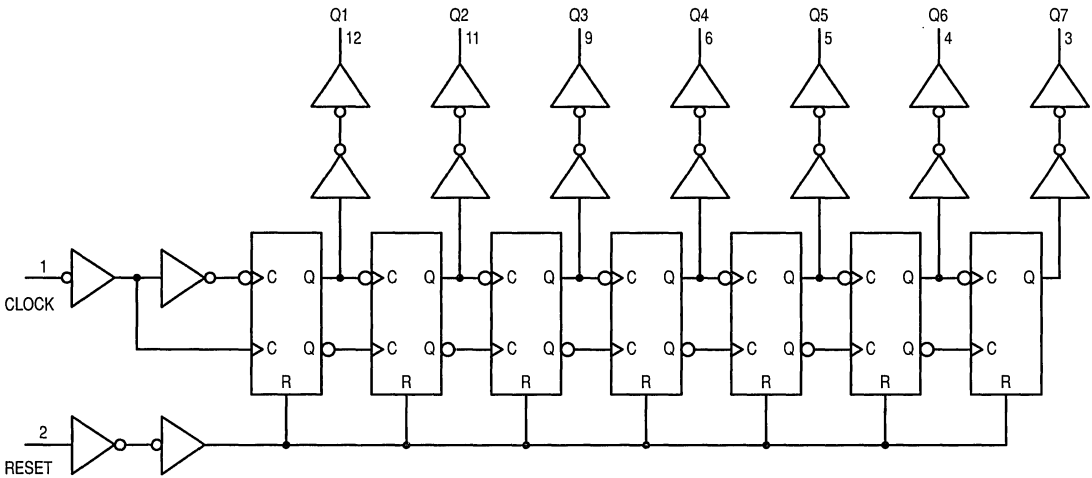 Q1 Q2 Q3 Q4 Q5 Q6 Q7
12 11 9 6 5 4 3
1 C Q C Q C Q C Q C Q C Q C Q
CLOCK
C Q C Q C Q C Q C Q C Q C
R R R R R R R
2
RESET